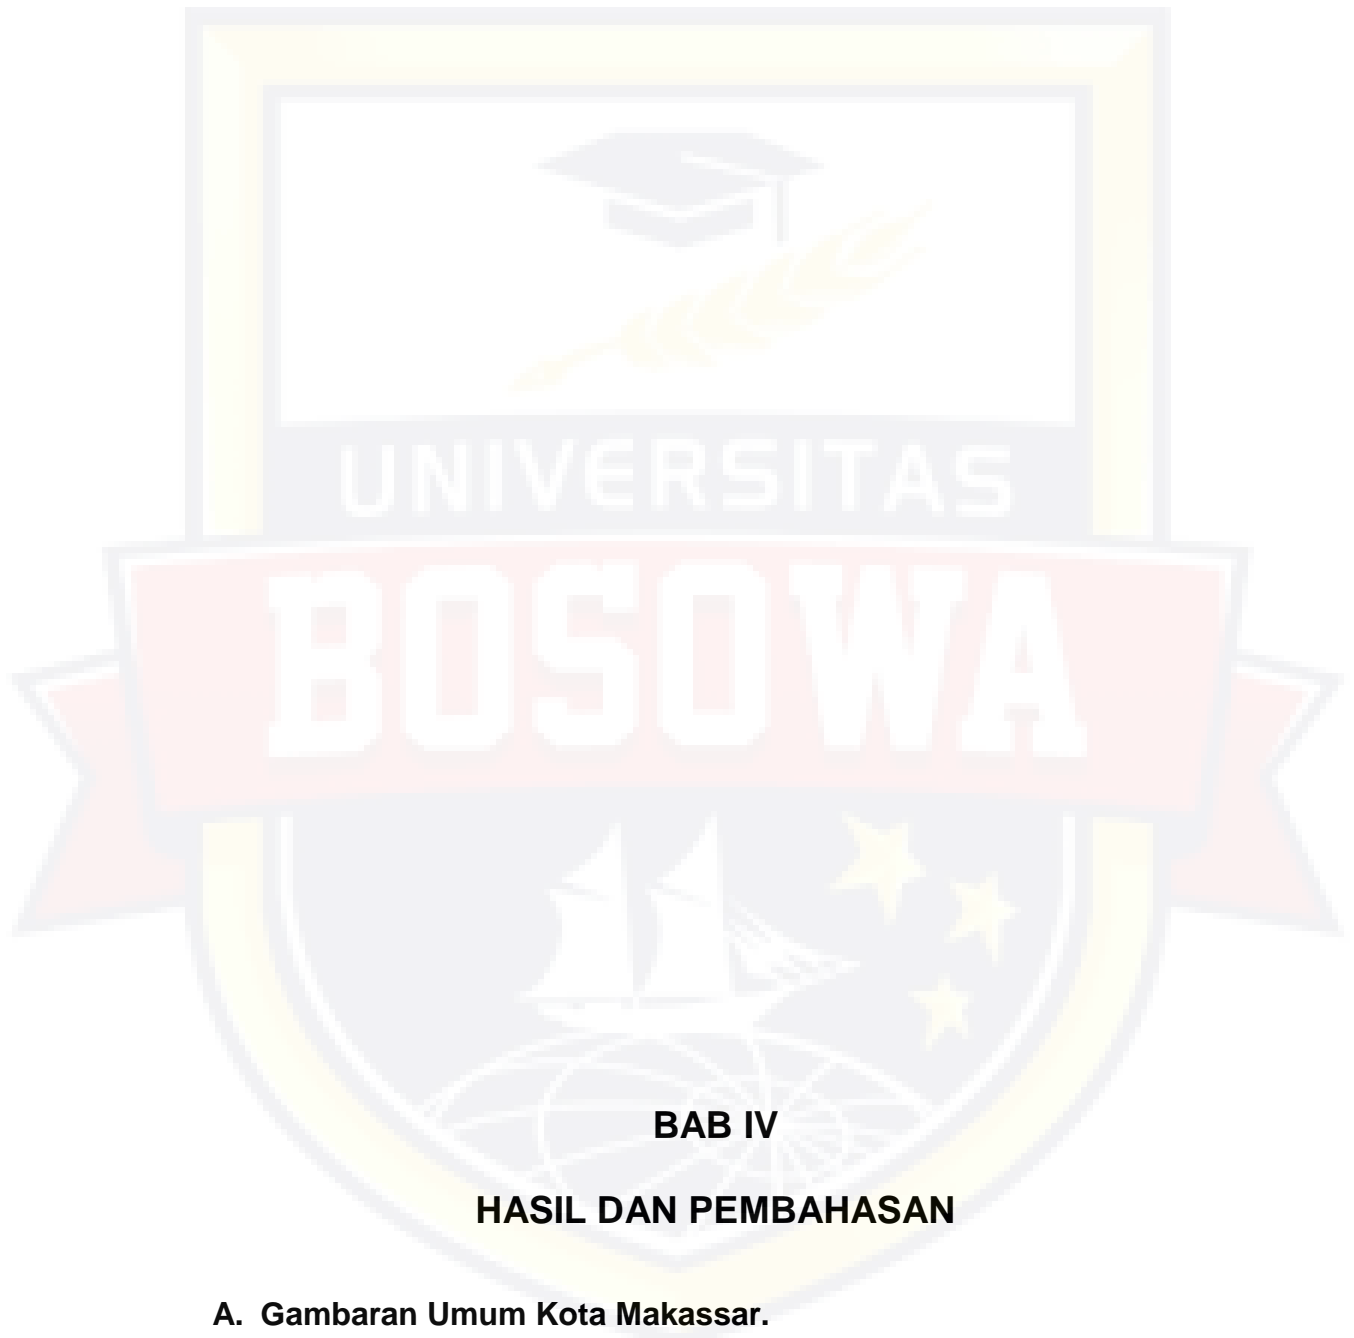 UNIVERSITAS
BOSOWA
BAB IV
HASIL DAN PEMBAHASAN
A. Gambaran Umum Kota Makassar.